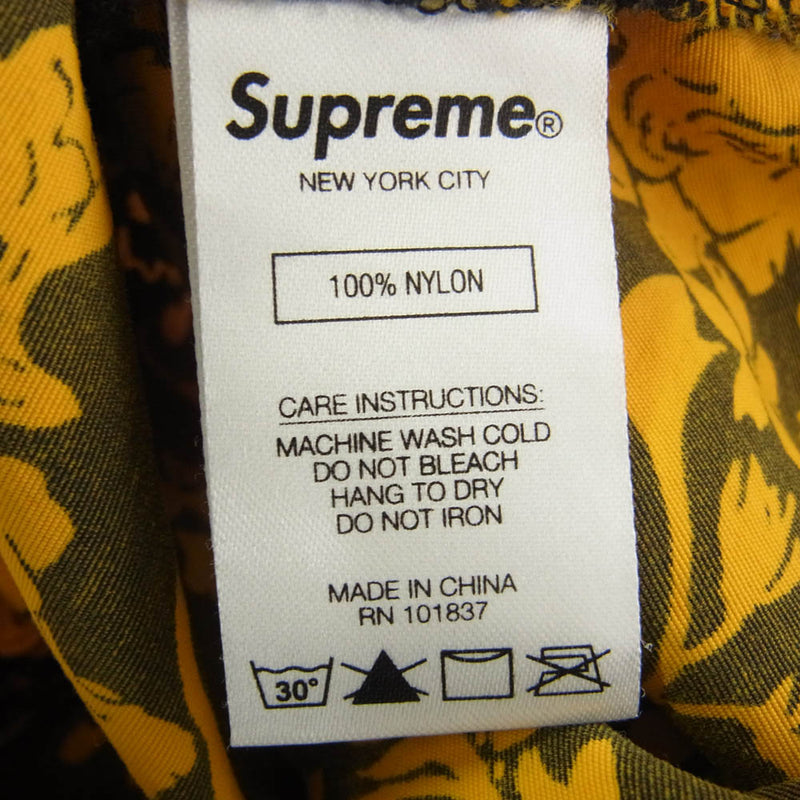 Supreme®
NEW YORK CITY
100% NYLON
CARE INSTRUCTIONS:
MACHINE WASH COLD
DO NOT BLEACH
HANG TO DRY
DO NOT IRON
MADE IN CHINA
RN 101837
30°